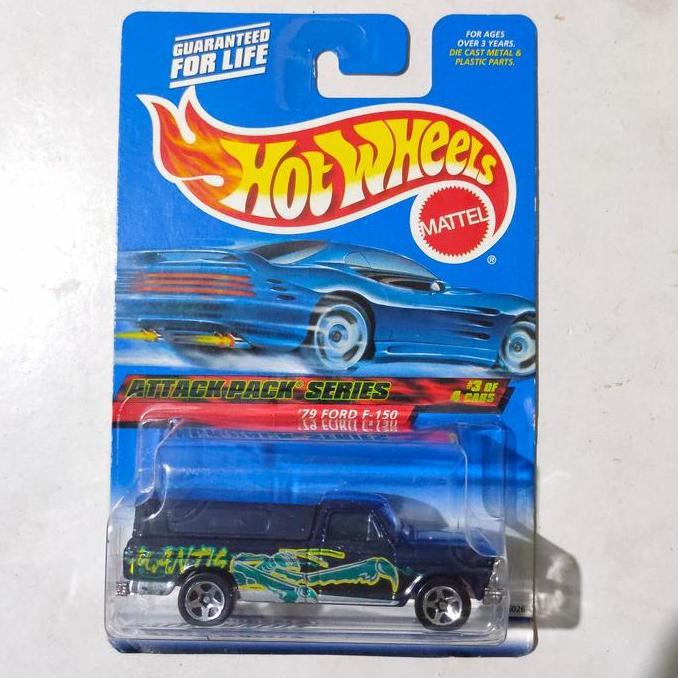 GUARANTEED
FOR LIFE
FOR AGES
OVER 3 YEARS.
DIE CAST METAL &
PLASTIC PARTS.
HOT WHEELS
MATTEL
®
ATTACK PACK® SERIES
#3 OF
4 CARS
'79 FORD F-150
MANTIS